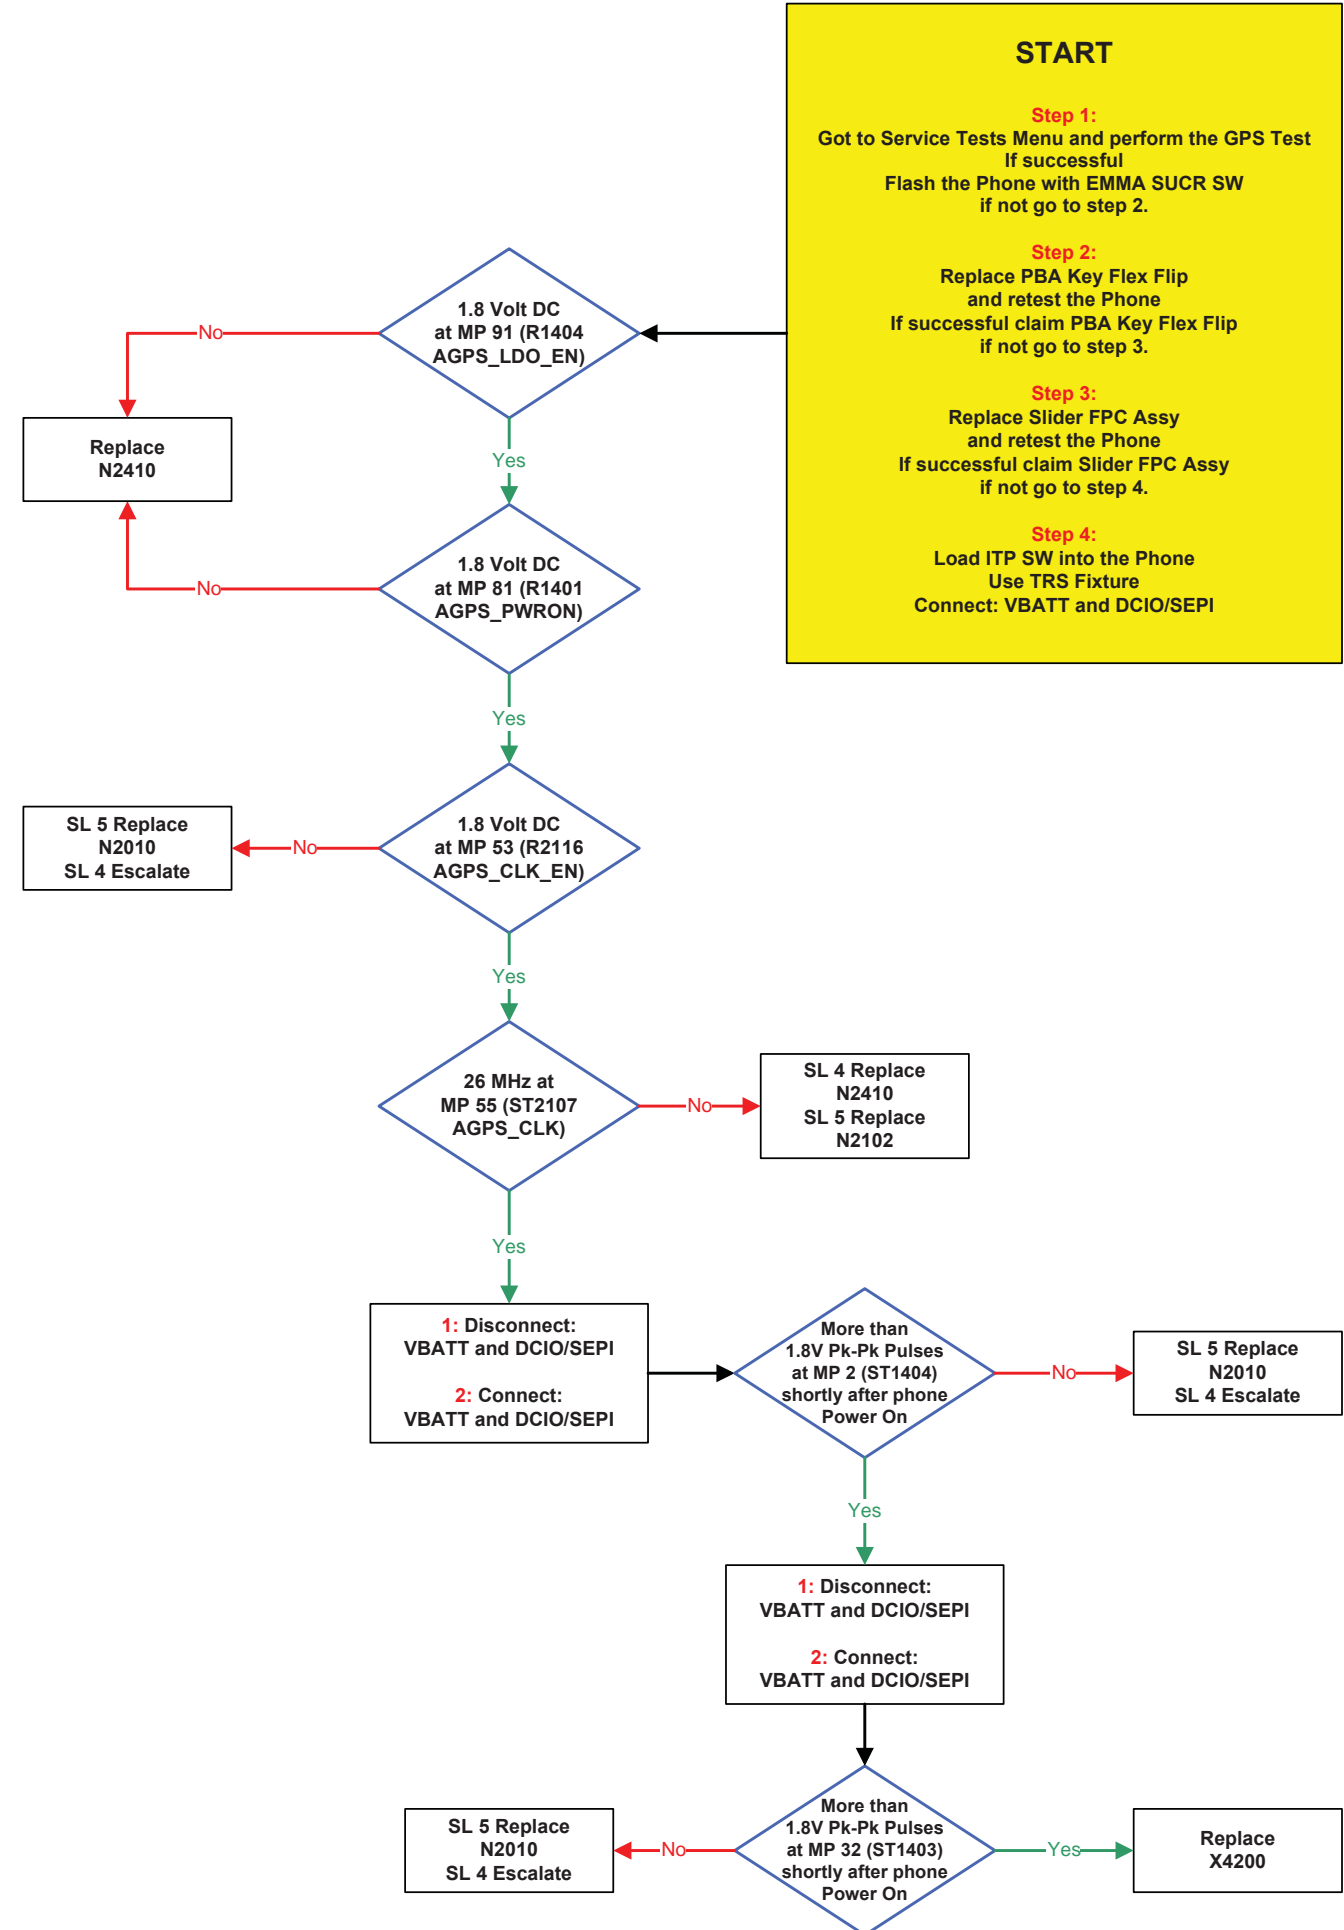 START
Step 1:
Got to Service Tests Menu and perform the GPS Test
If successful
Flash the Phone with EMMA SUCR SW
if not go to step 2.
Step 2:
Replace PBA Key Flex Flip
and retest the Phone
If successful claim PBA Key Flex Flip
if not go to step 3.
Step 3:
Replace Slider FPC Assy
and retest the Phone
If successful claim Slider FPC Assy
if not go to step 4.
Step 4:
Load ITP SW into the Phone
Use TRS Fixture
Connect: VBATT and DCIO/SEPI
1.8 Volt DC
at MP 91 (R1404
AGPS_LDO_EN)
No
Replace
N2410
Yes
1.8 Volt DC
at MP 81 (R1401
AGPS_PWRON)
No
Yes
1.8 Volt DC
at MP 53 (R2116
AGPS_CLK_EN)
No
SL 5 Replace
N2010
SL 4 Escalate
Yes
26 MHz at
MP 55 (ST2107
AGPS_CLK)
No
SL 4 Replace
N2410
SL 5 Replace
N2102
Yes
1: Disconnect:
VBATT and DCIO/SEPI
2: Connect:
VBATT and DCIO/SEPI
More than
1.8V Pk-Pk Pulses
at MP 2 (ST1404)
shortly after phone
Power On
No
SL 5 Replace
N2010
SL 4 Escalate
Yes
1: Disconnect:
VBATT and DCIO/SEPI
2: Connect:
VBATT and DCIO/SEPI
More than
1.8V Pk-Pk Pulses
at MP 32 (ST1403)
shortly after phone
Power On
No
SL 5 Replace
N2010
SL 4 Escalate
Yes
Replace
X4200